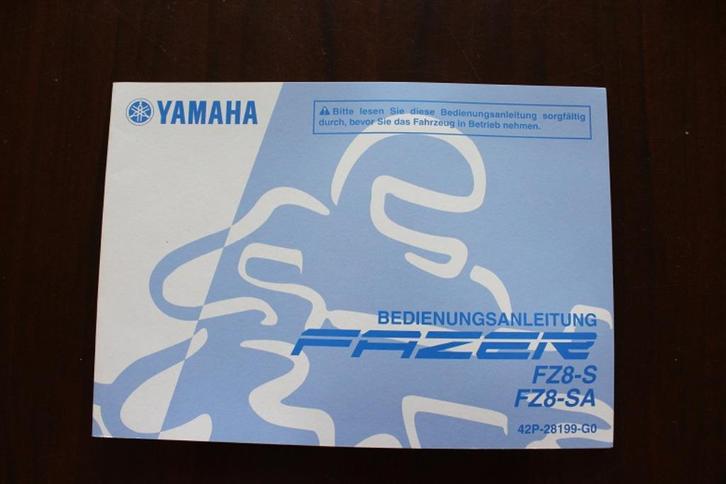 YAMAHA
⚠ Bitte lesen Sie diese Bedienungsanleitung sorgfältig
durch, bevor Sie das Fahrzeug in Betrieb nehmen.
BEDIENUNGSANLEITUNG
FAZER
FZ8-S
FZ8-SA
42P-28199-G0